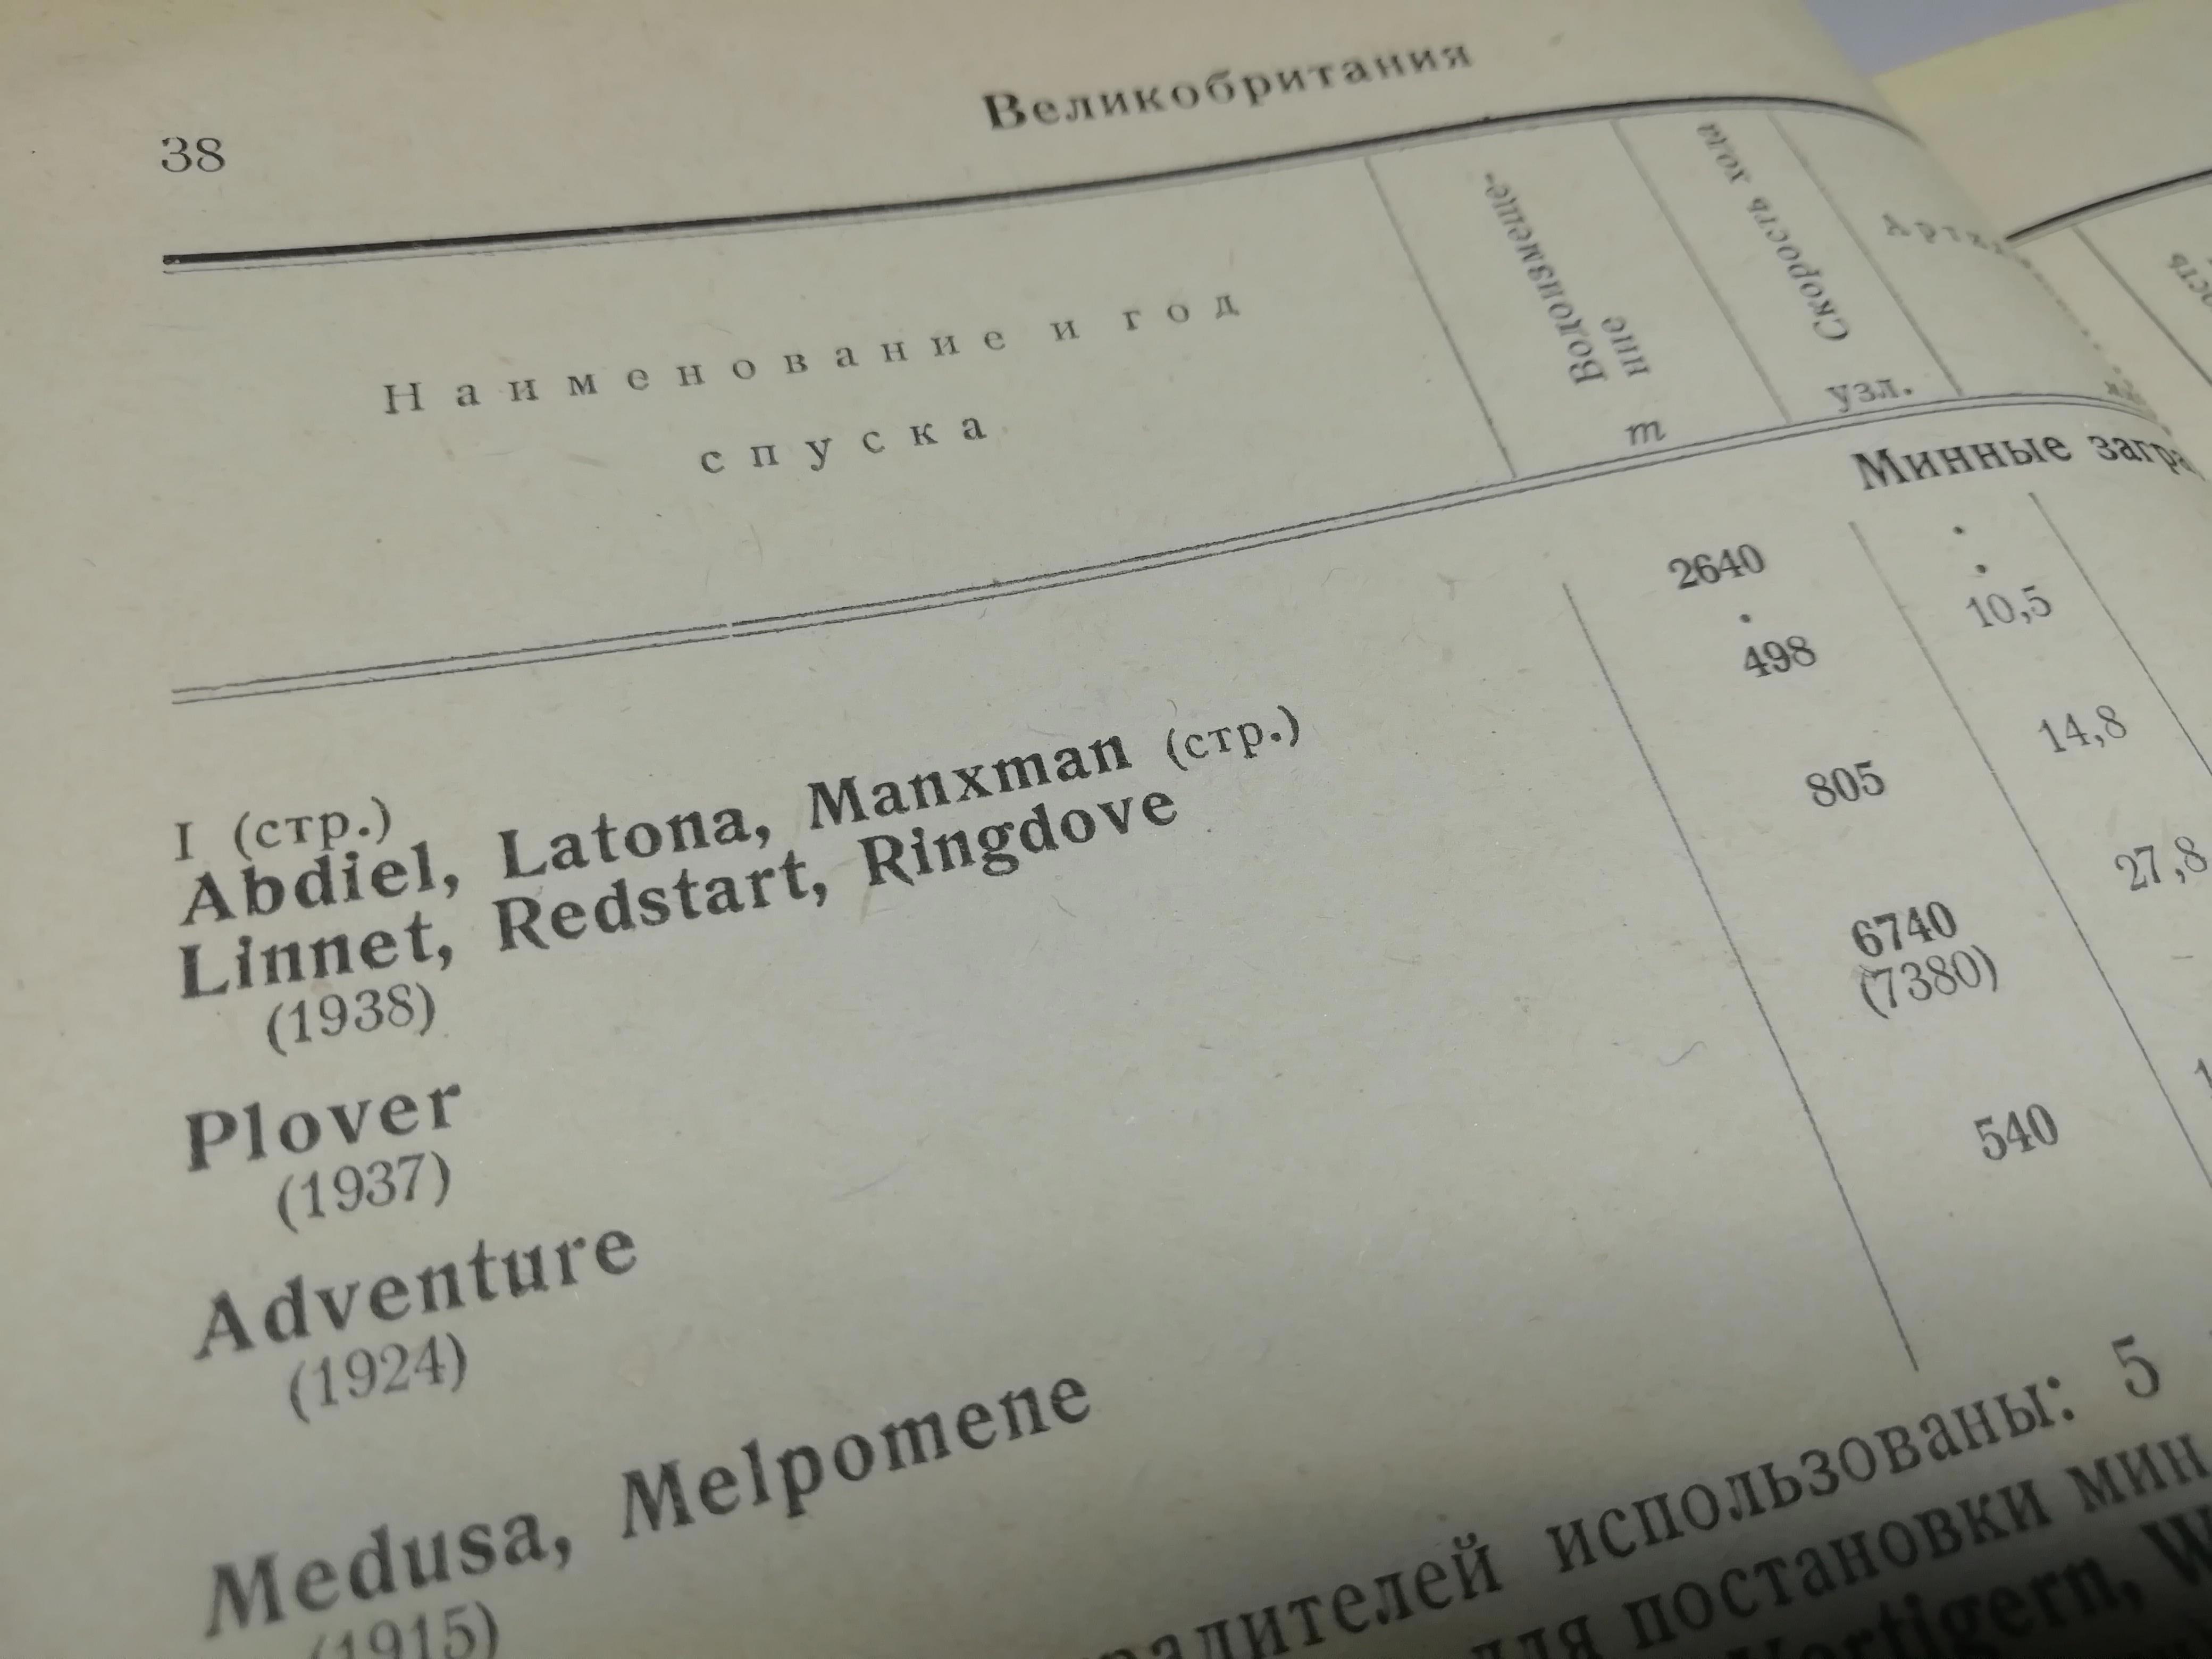 38
Великобритания
Наименование и год
спуска
Водоизмеще-
ние
т
Скорость хода
узл.
Минные
I (стр.)
2640 .
Abdiel, Latona, Manxman (стр.)
. .
Linnet, Redstart, Ringdove
498 10,5
(1938)
Plover
805 14,8
(1937)
Adventure
6740 27,8
(1924)
(7380)
Medusa, Melpomene
540
(1915)
использованы: 5
для постановки мин
Vortigern,